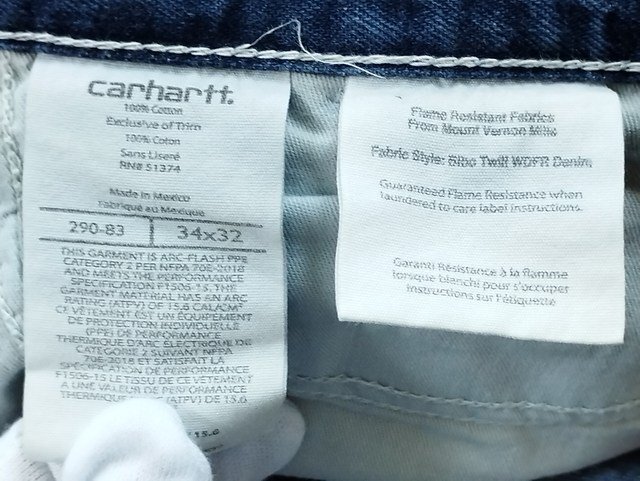 carhartt.
100% Cotton
Exclusive of Trim
100% Coton
Sans Liseré
RN# 51374
Made in Mexico
Fabriqué au Mexique
290-83 34x32
THIS GARMENT IS ARC-FLASH PPE
CATEGORY 2 PER NFPA 70E-2018
AND MEETS THE PERFORMANCE
SPECIFICATION F1506-15. THE
GARMENT MATERIAL HAS AN ARC
RATING (ATPV) OF 15.6 CAL/CM²
CE VÊTEMENT EST UN ÉQUIPEMENT
DE PROTECTION INDIVIDUELLE
(PPE) DE PERFORMANCE
THERMIQUE D'ARC ÉLECTRIQUE DE
CATÉGORIE 2 SUIVANT NFPA
70E-2018 ET SATISFAIT LA
SPÉCIFICATION DE PERFORMANCE
F1506-15 LE TISSU DE CE VÊTEMENT
A UNE VALEUR DE PERFORMANCE
THERMIQUE (ATPV) DE 15.6
15.6
Flame Resistant Fabrics
From Mount Vernon Mills
Fabric Style: Sibo Twill WDFR Denim
Guaranteed Flame Resistance when
laundered to care label instructions.
Garanti Résistance à la flamme
lorsque blanchi pour s'occuper
instructions sur l'étiquette